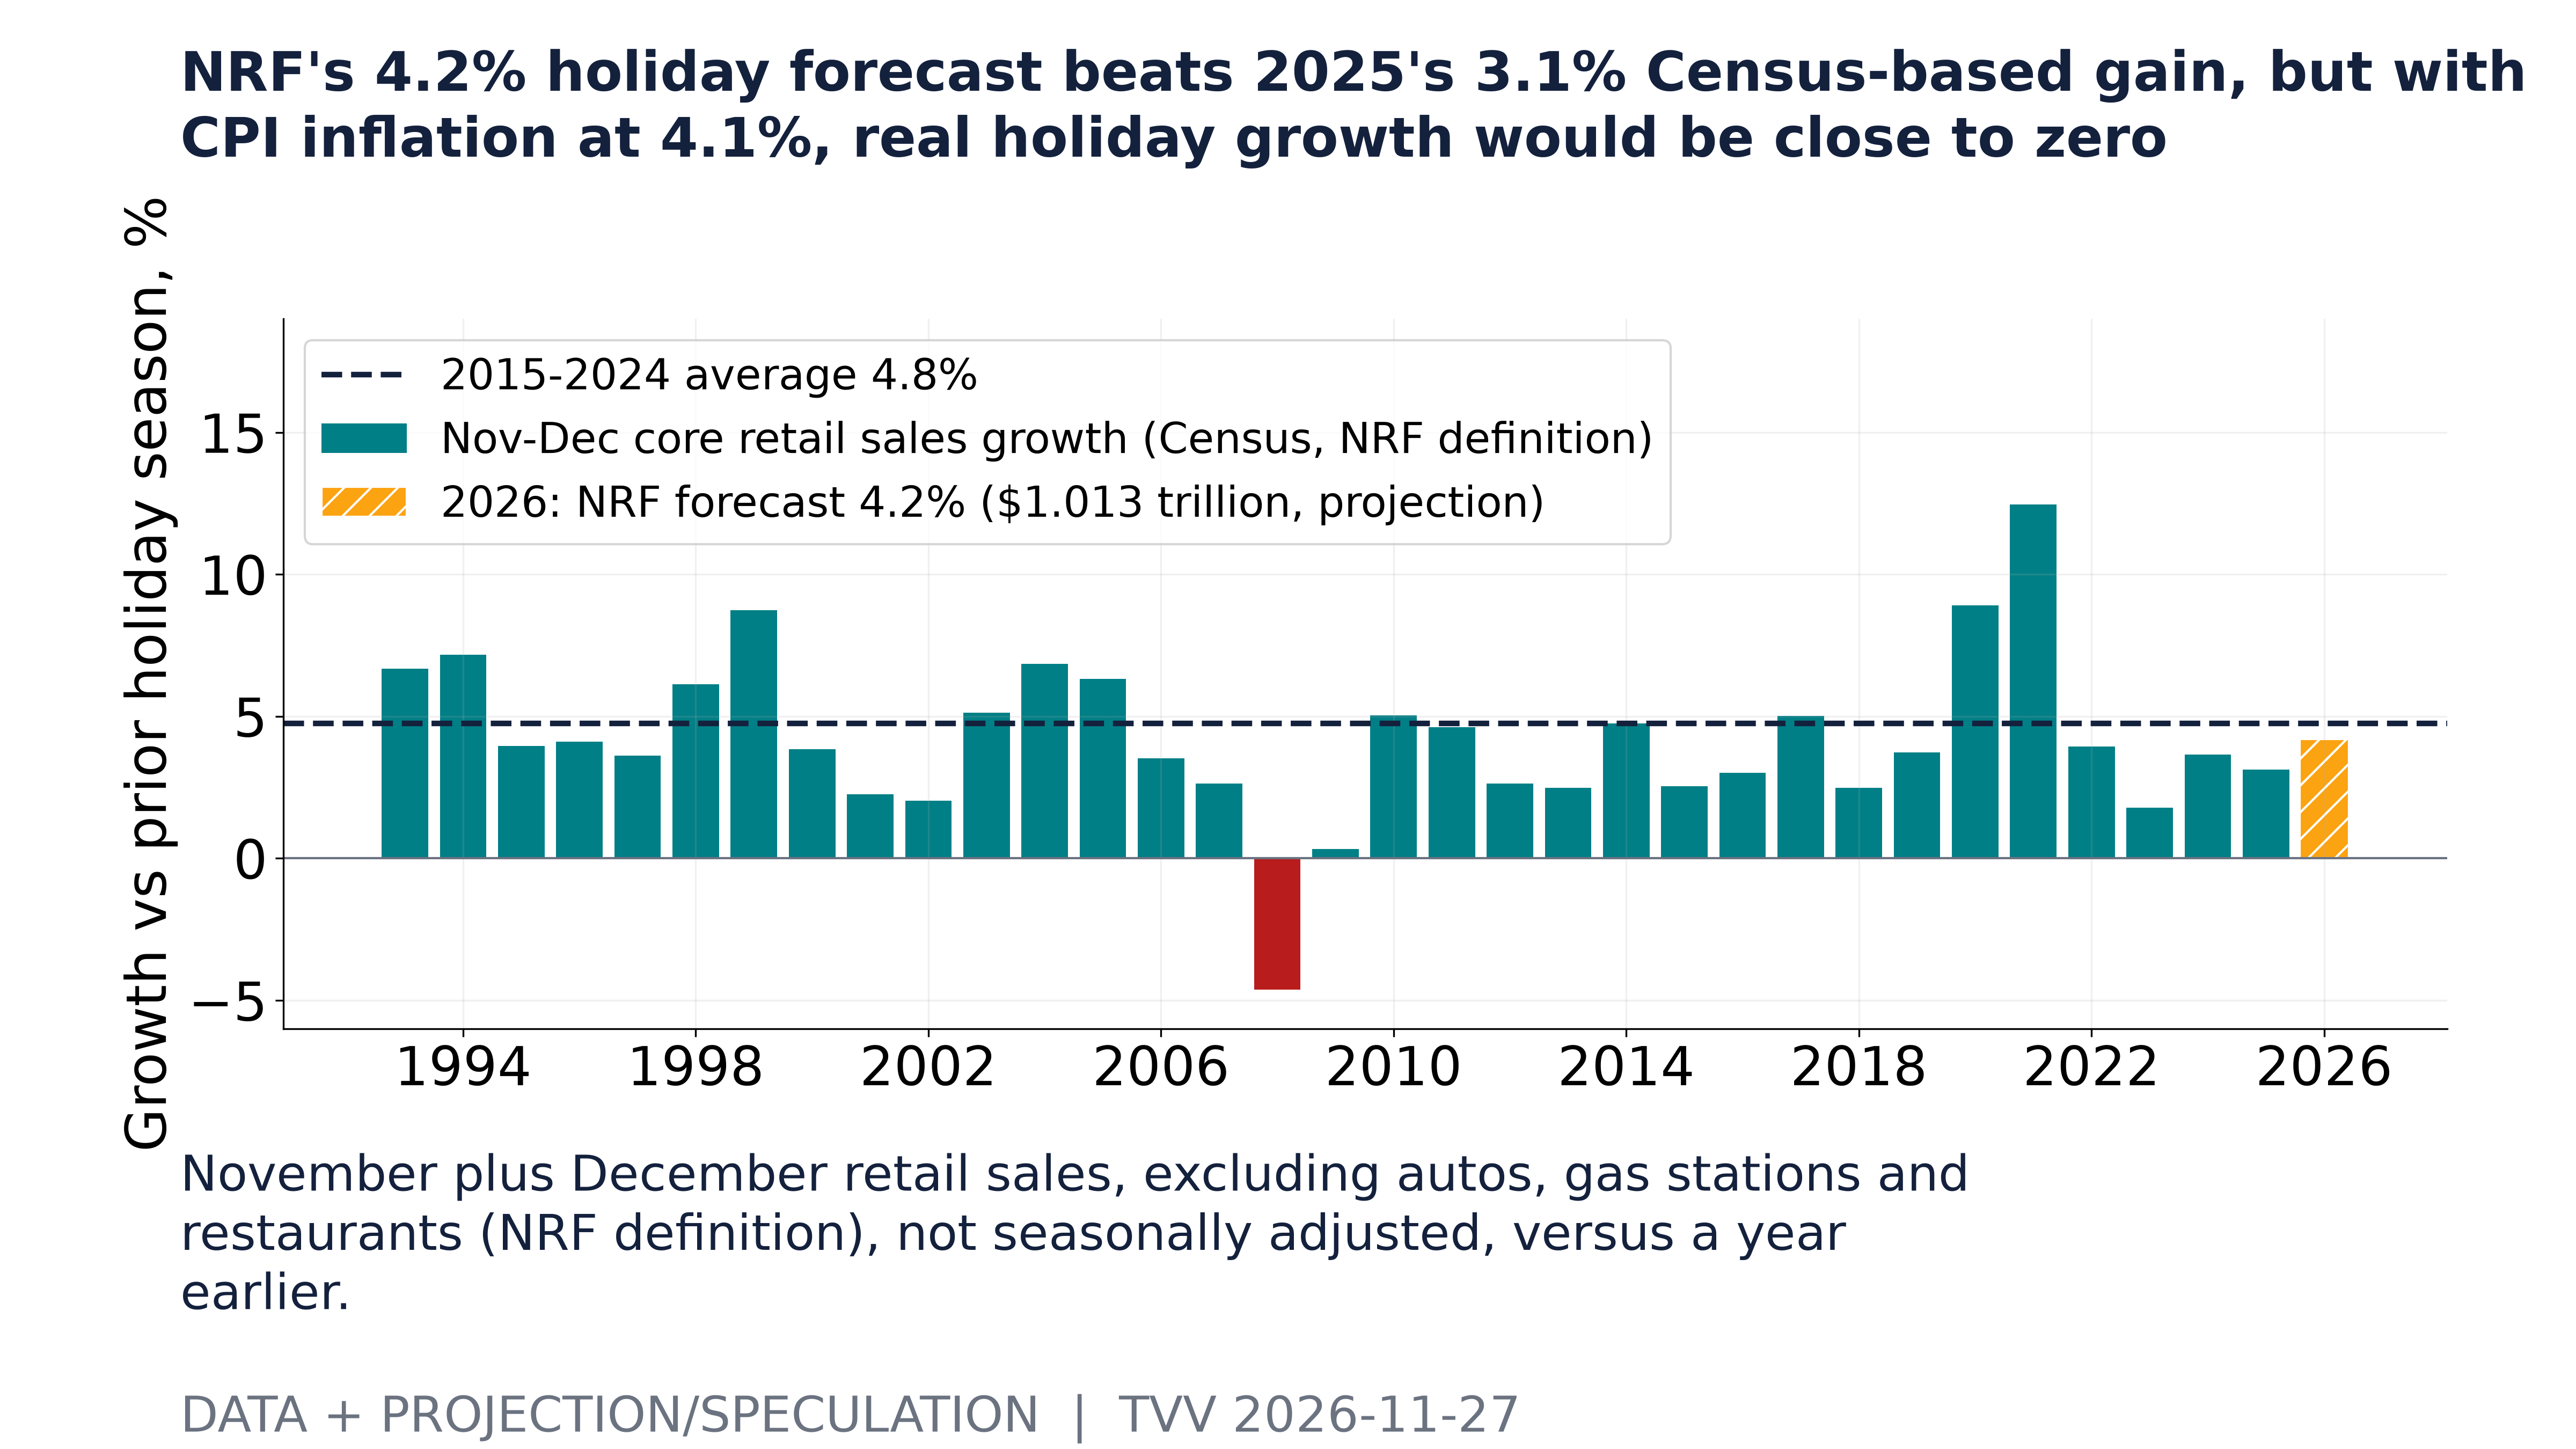 NRF's 4.2% holiday forecast beats 2025's 3.1% Census-based gain, but with
CPI inflation at 4.1%, real holiday growth would be close to zero
Growth vs prior holiday season, %
2015-2024 average 4.8%
Nov-Dec core retail sales growth (Census, NRF definition)
2026: NRF forecast 4.2% ($1.013 trillion, projection)
15
10
5
0
−5
1994 1998 2002 2006 2010 2014 2018 2022 2026
November plus December retail sales, excluding autos, gas stations and
restaurants (NRF definition), not seasonally adjusted, versus a year
earlier.
DATA + PROJECTION/SPECULATION | TVV 2026-11-27